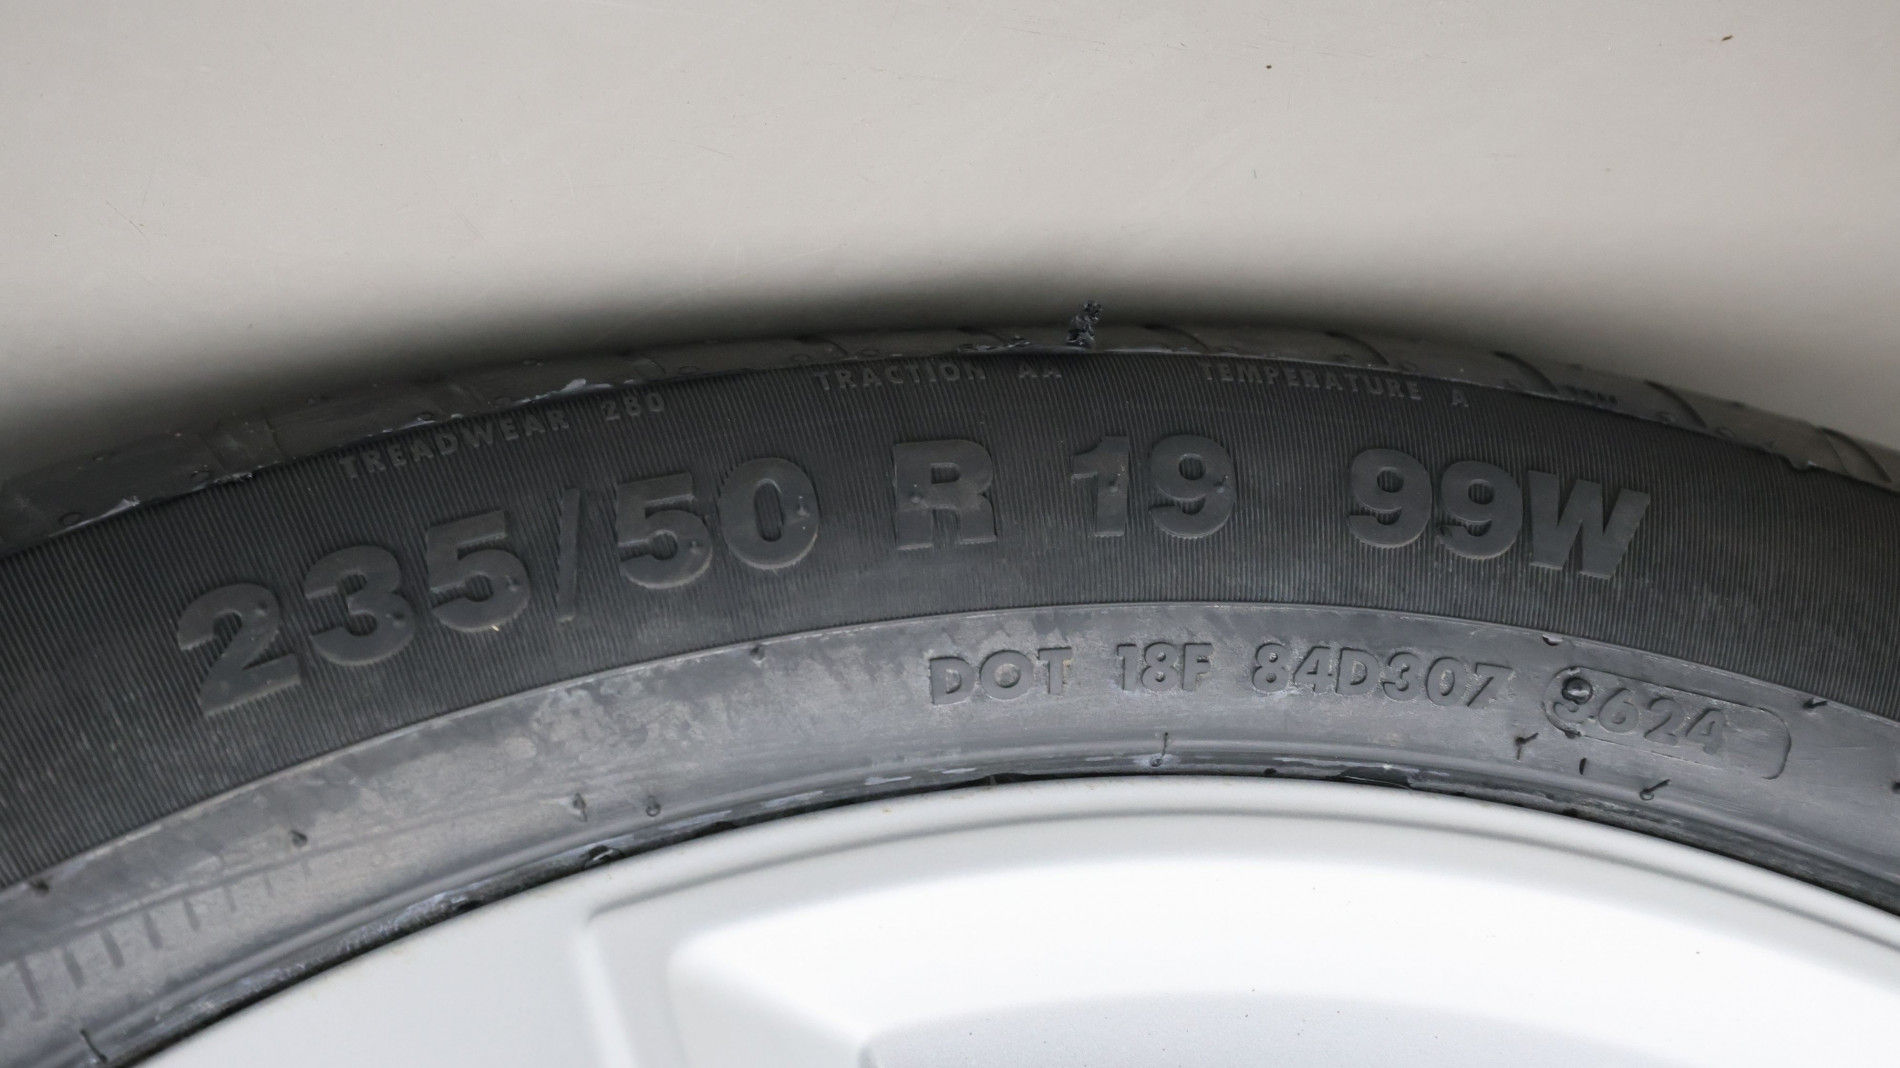 TREADWEAR 280 TRACTION AA TEMPERATURE A
235/50 R 19 99W
DOT 18F 84D307 3624